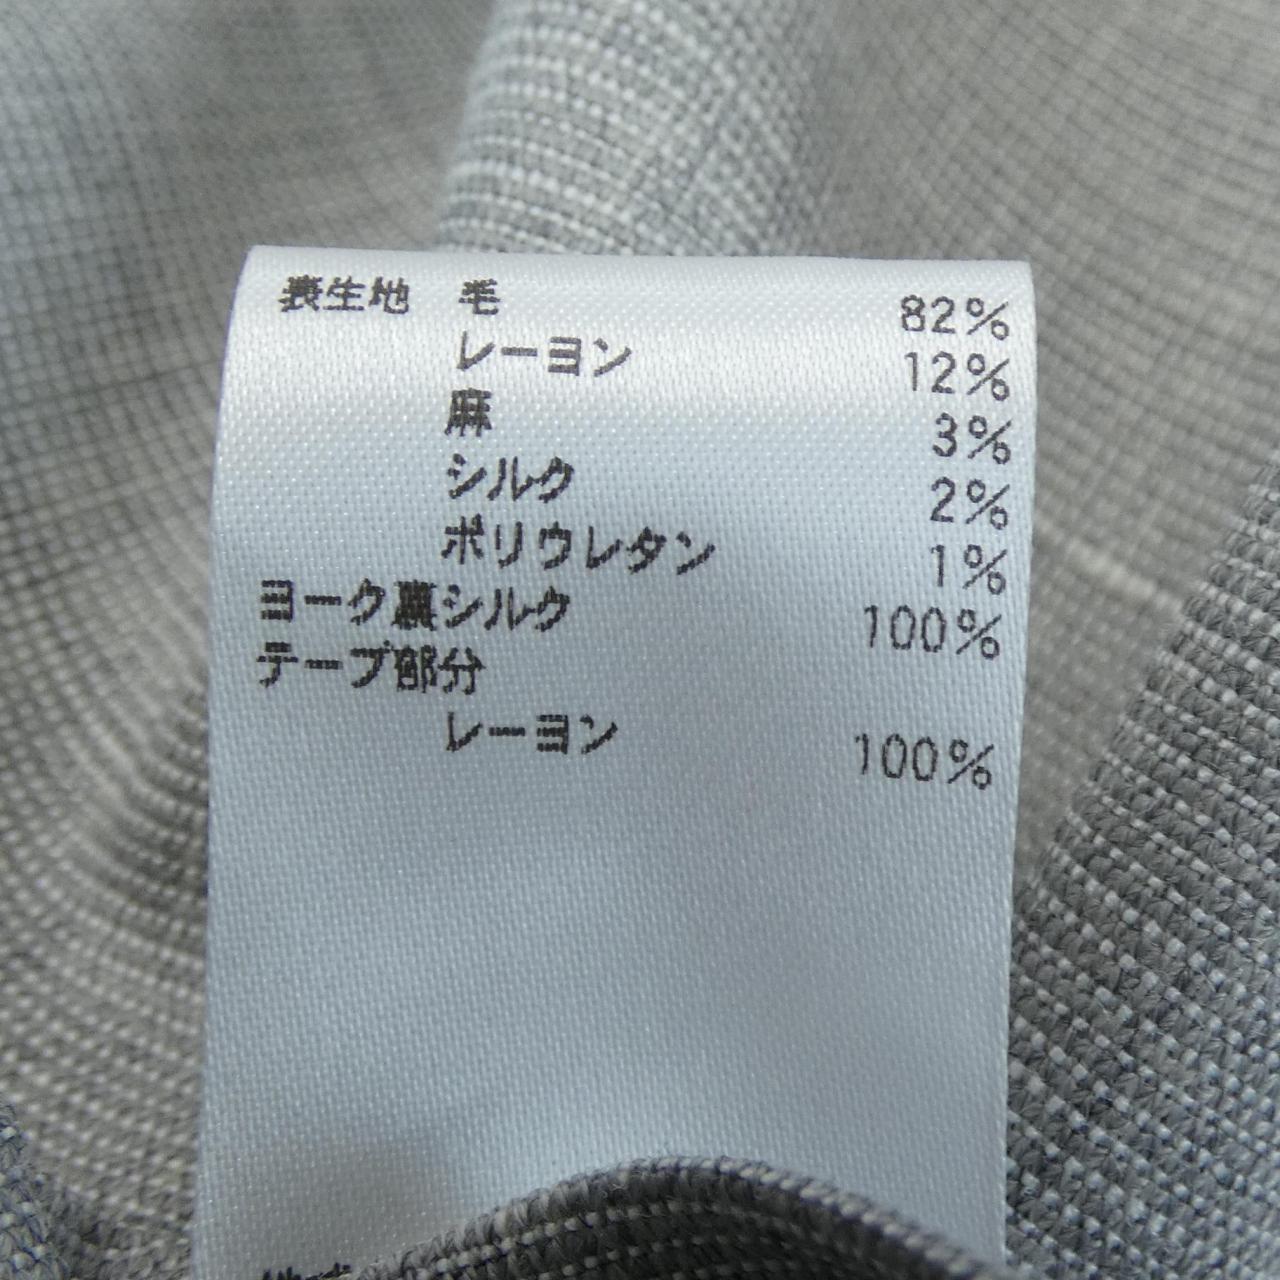 表生地 毛 82%
レーヨン 12%
麻 3%
シルク 2%
ポリウレタン 1%
ヨーク裏シルク 100%
テープ部分
レーヨン 100%